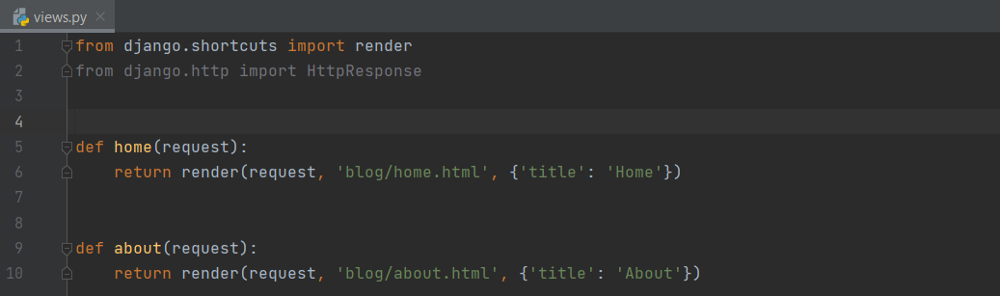 views.py
1 from django.shortcuts import render
2 from django.http import HttpResponse
3
4
5 def home(request):
6     return render(request, 'blog/home.html', {'title': 'Home'})
7
8
9 def about(request):
10     return render(request, 'blog/about.html', {'title': 'About'})